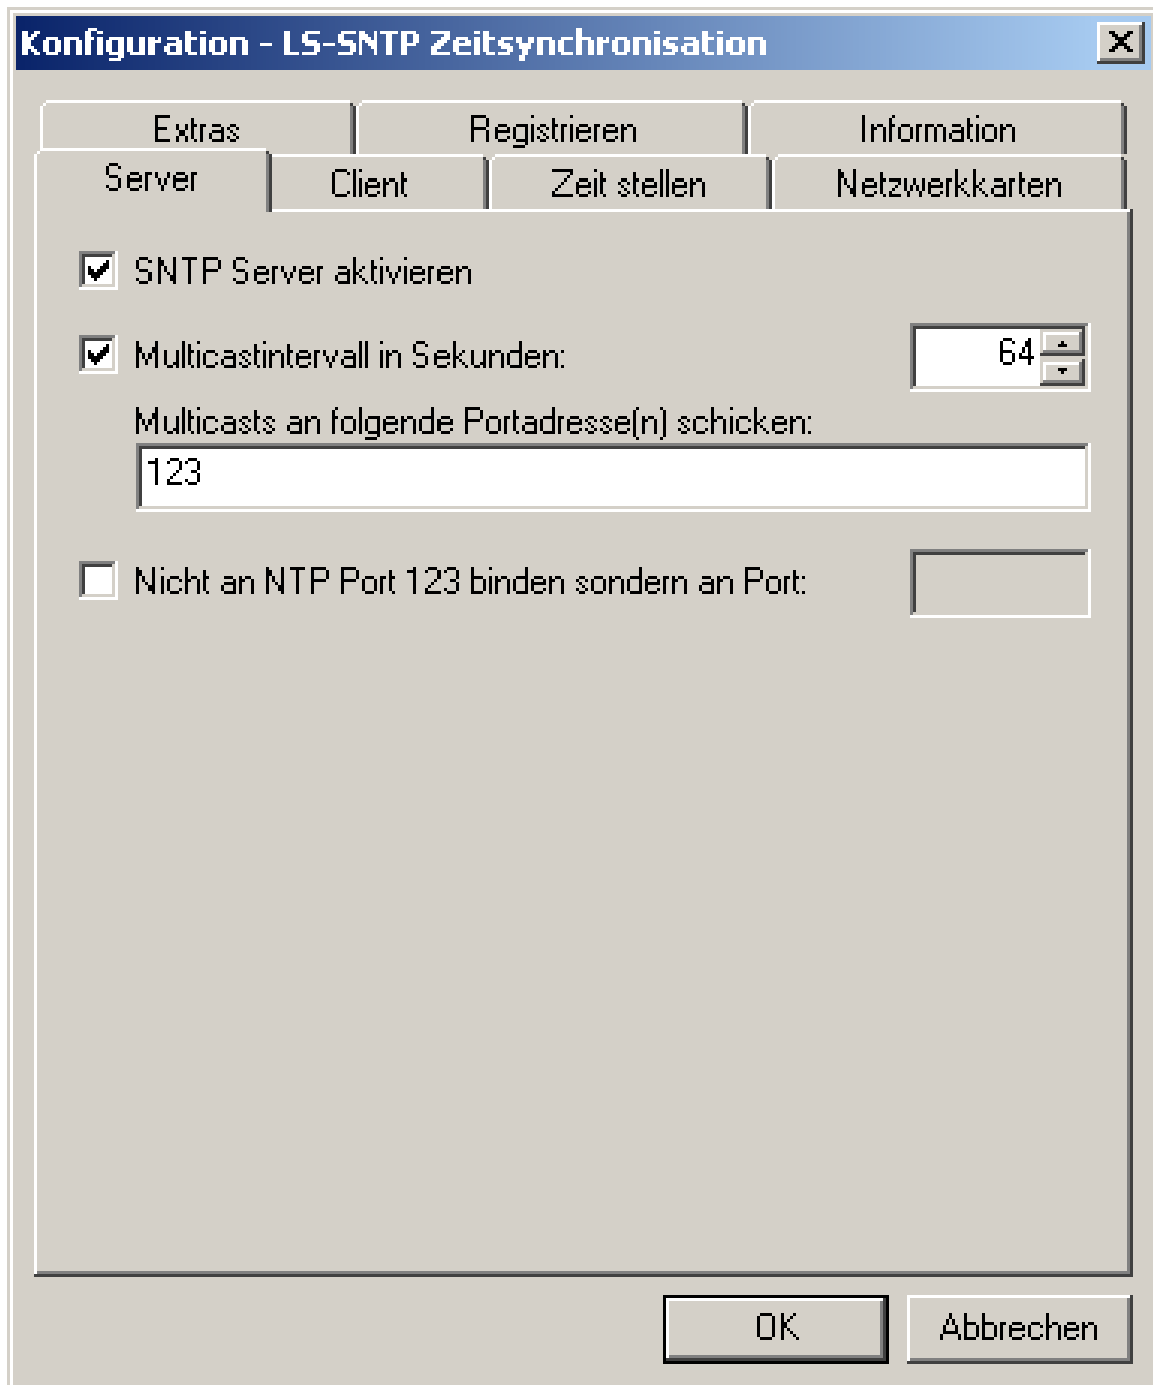 Konfiguration - LS-SNTP Zeitsynchronisation
Extras Registrieren Information
Server Client Zeit stellen Netzwerkkarten
SNTP Server aktivieren
Multicastintervall in Sekunden: 64
Multicasts an folgende Portadresse(n) schicken:
123
Nicht an NTP Port 123 binden sondern an Port:
OK Abbrechen